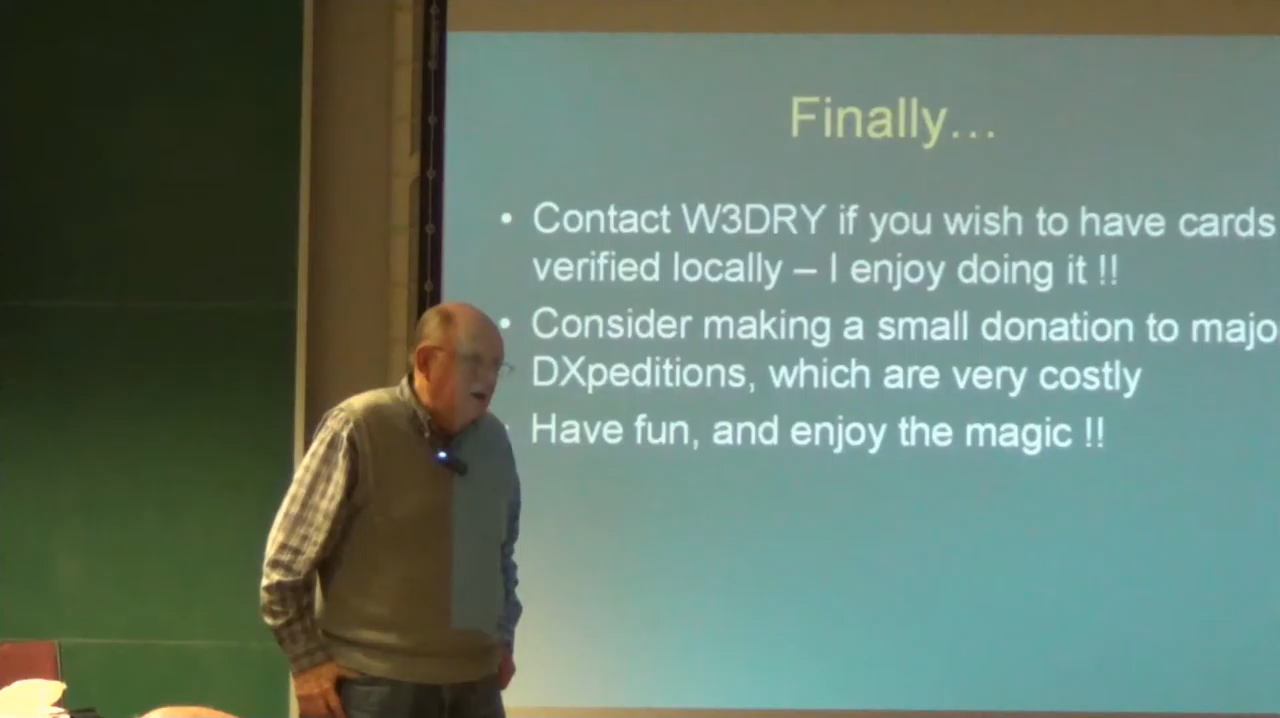 Finally...
• Contact W3DRY if you wish to have cards
verified locally – I enjoy doing it !!
• Consider making a small donation to majo
DXpeditions, which are very costly
• Have fun, and enjoy the magic !!